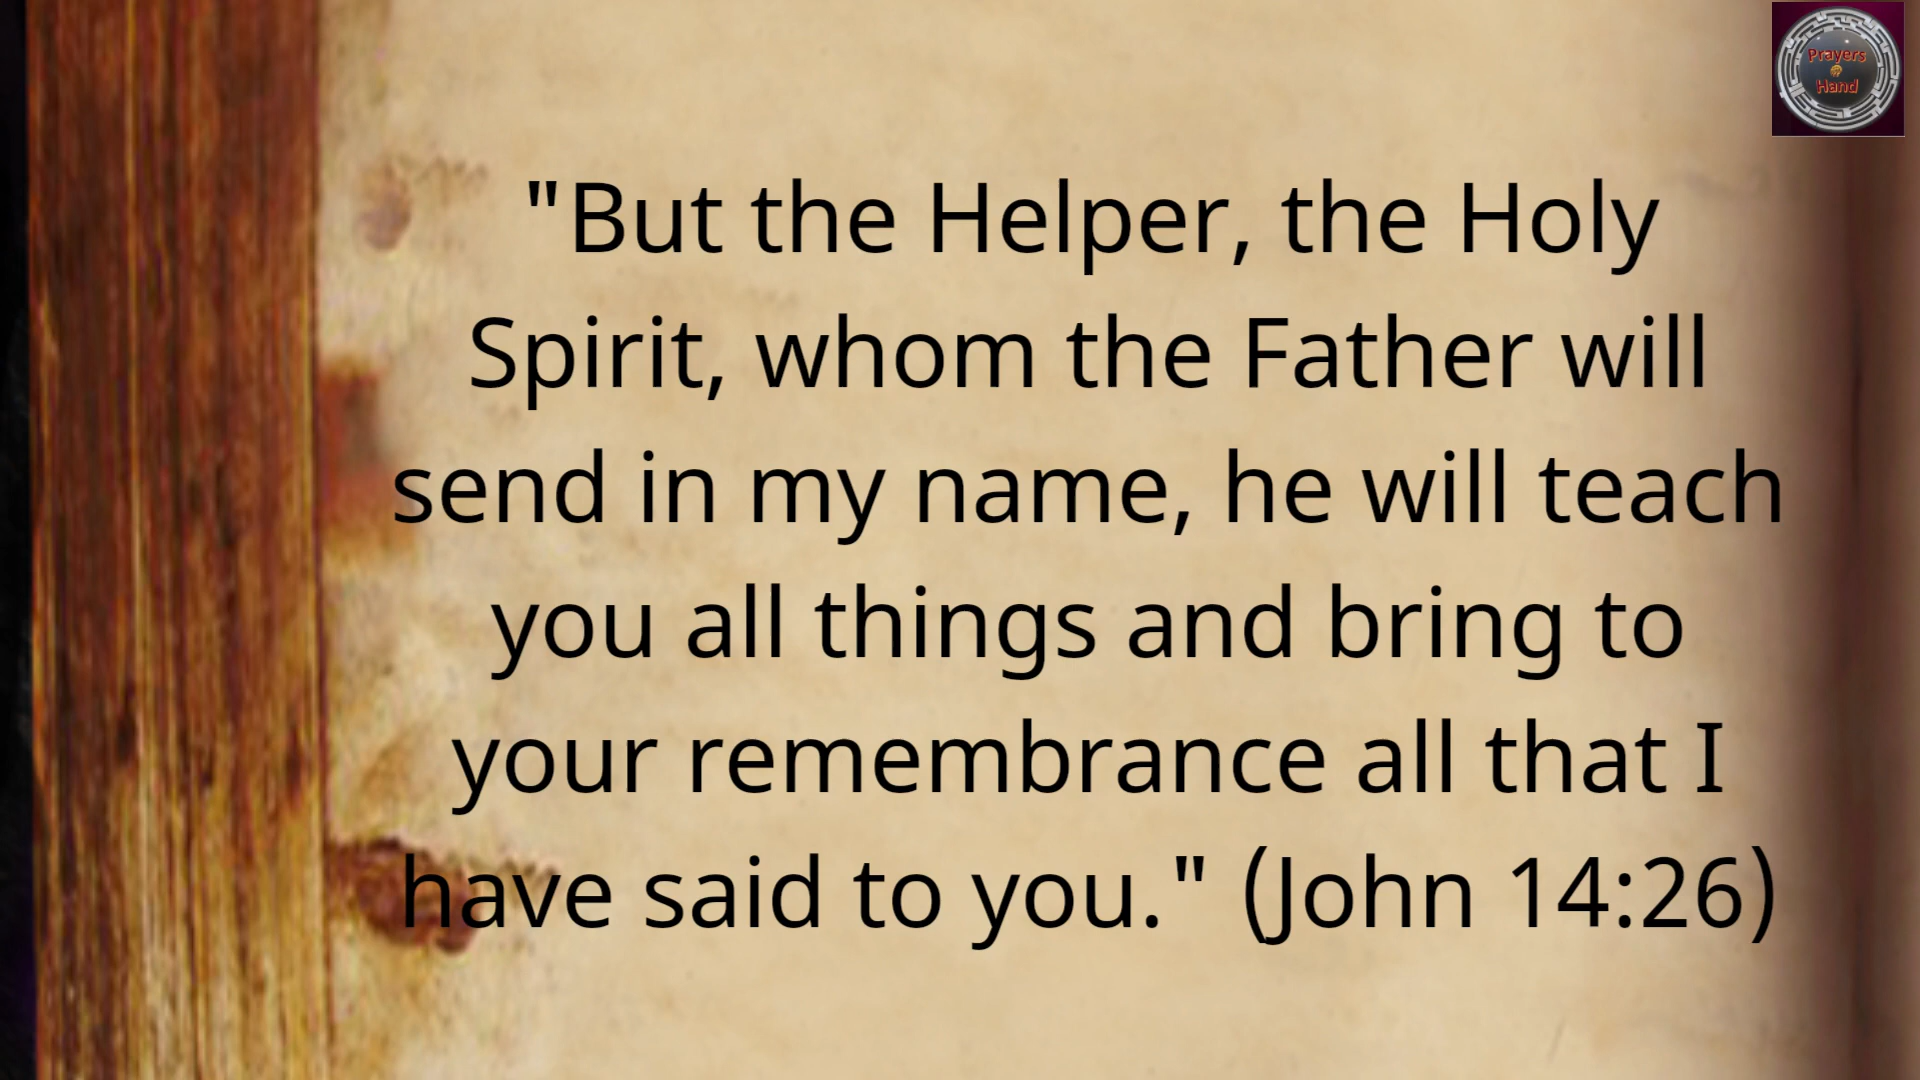 Prayers
@
Hand
"But the Helper, the Holy
Spirit, whom the Father will
send in my name, he will teach
you all things and bring to
your remembrance all that I
have said to you." (John 14:26)